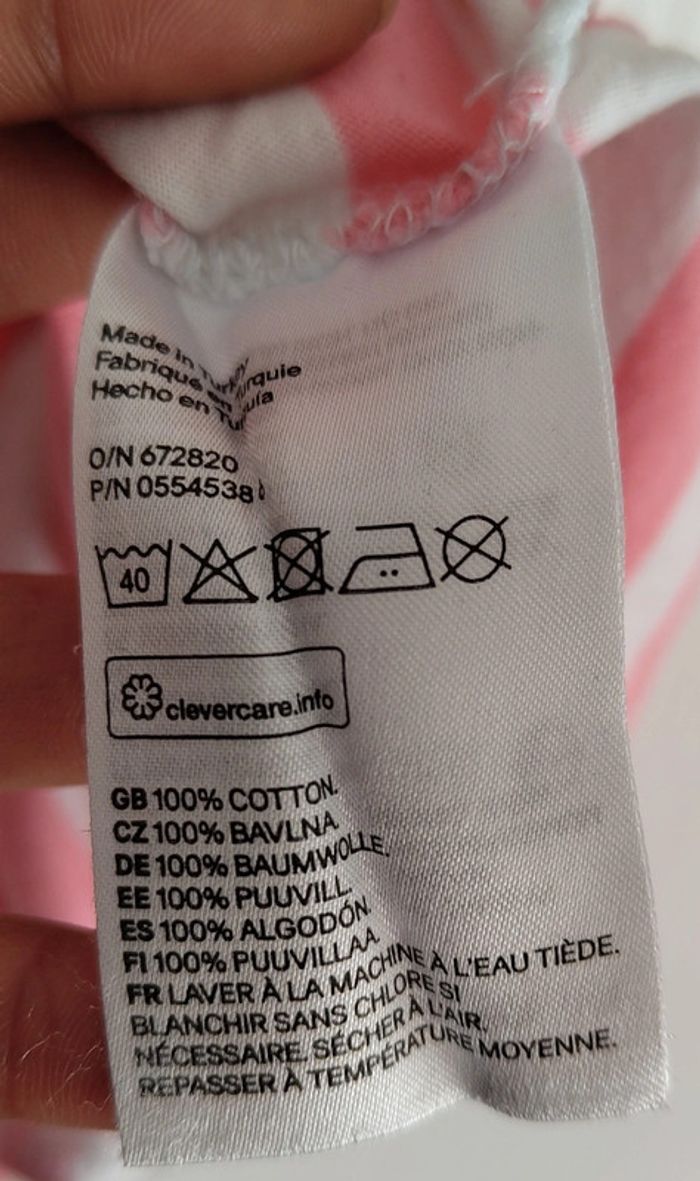 Made in Turkey
Fabriqué en Turquie
Hecho en Turquía
O/N 672820
P/N 0554538
40
clevercare.info
GB 100% COTTON.
CZ 100% BAVLNA.
DE 100% BAUMWOLLE.
EE 100% PUUVILL.
ES 100% ALGODÓN.
FI 100% PUUVILLAA.
FR LAVER À LA MACHINE À L'EAU TIÈDE.
BLANCHIR SANS CHLORE SI
NÉCESSAIRE. SÉCHER À L'AIR.
REPASSER À TEMPÉRATURE MOYENNE.